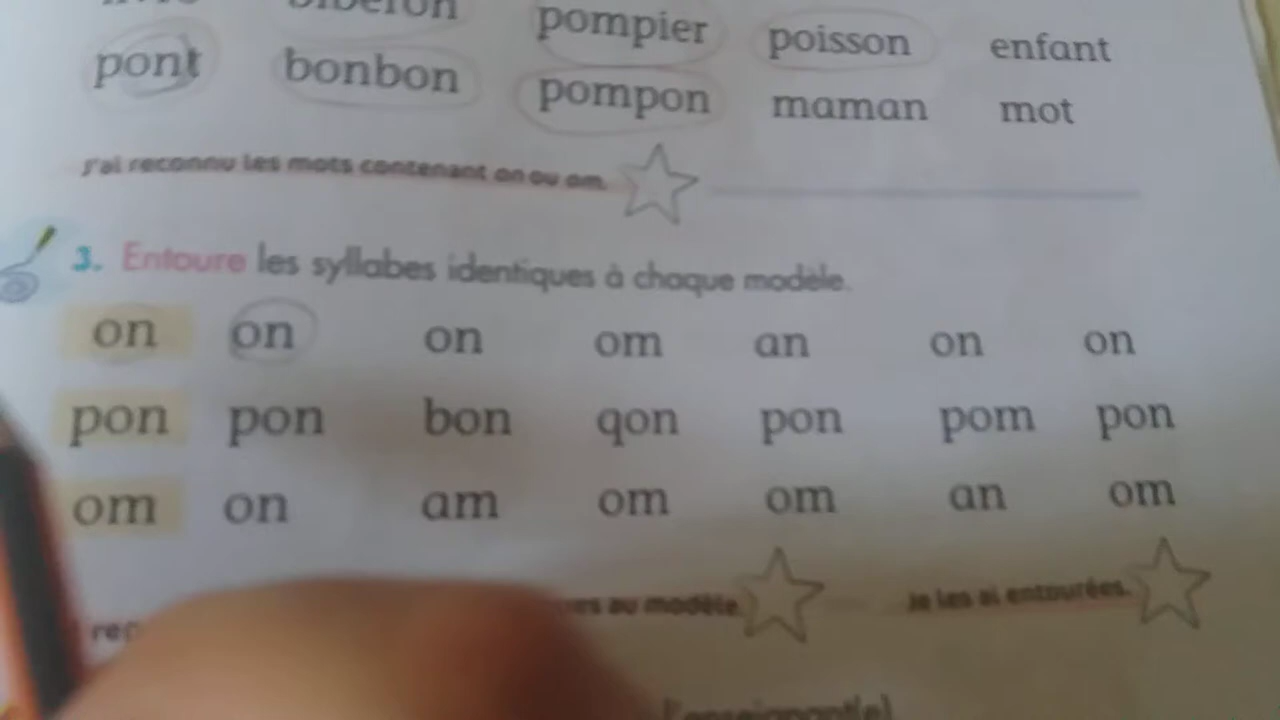 pompier poisson enfant
pont bonbon pompon maman mot
J'ai reconnu les mots contenant on ou om.
3. Entoure les syllabes identiques à chaque modèle.
on on on om an on on
pon pon bon qon pon pom pon
om on am om om an om
au modèle. Je les ai entourées.
l'enseignant(e)